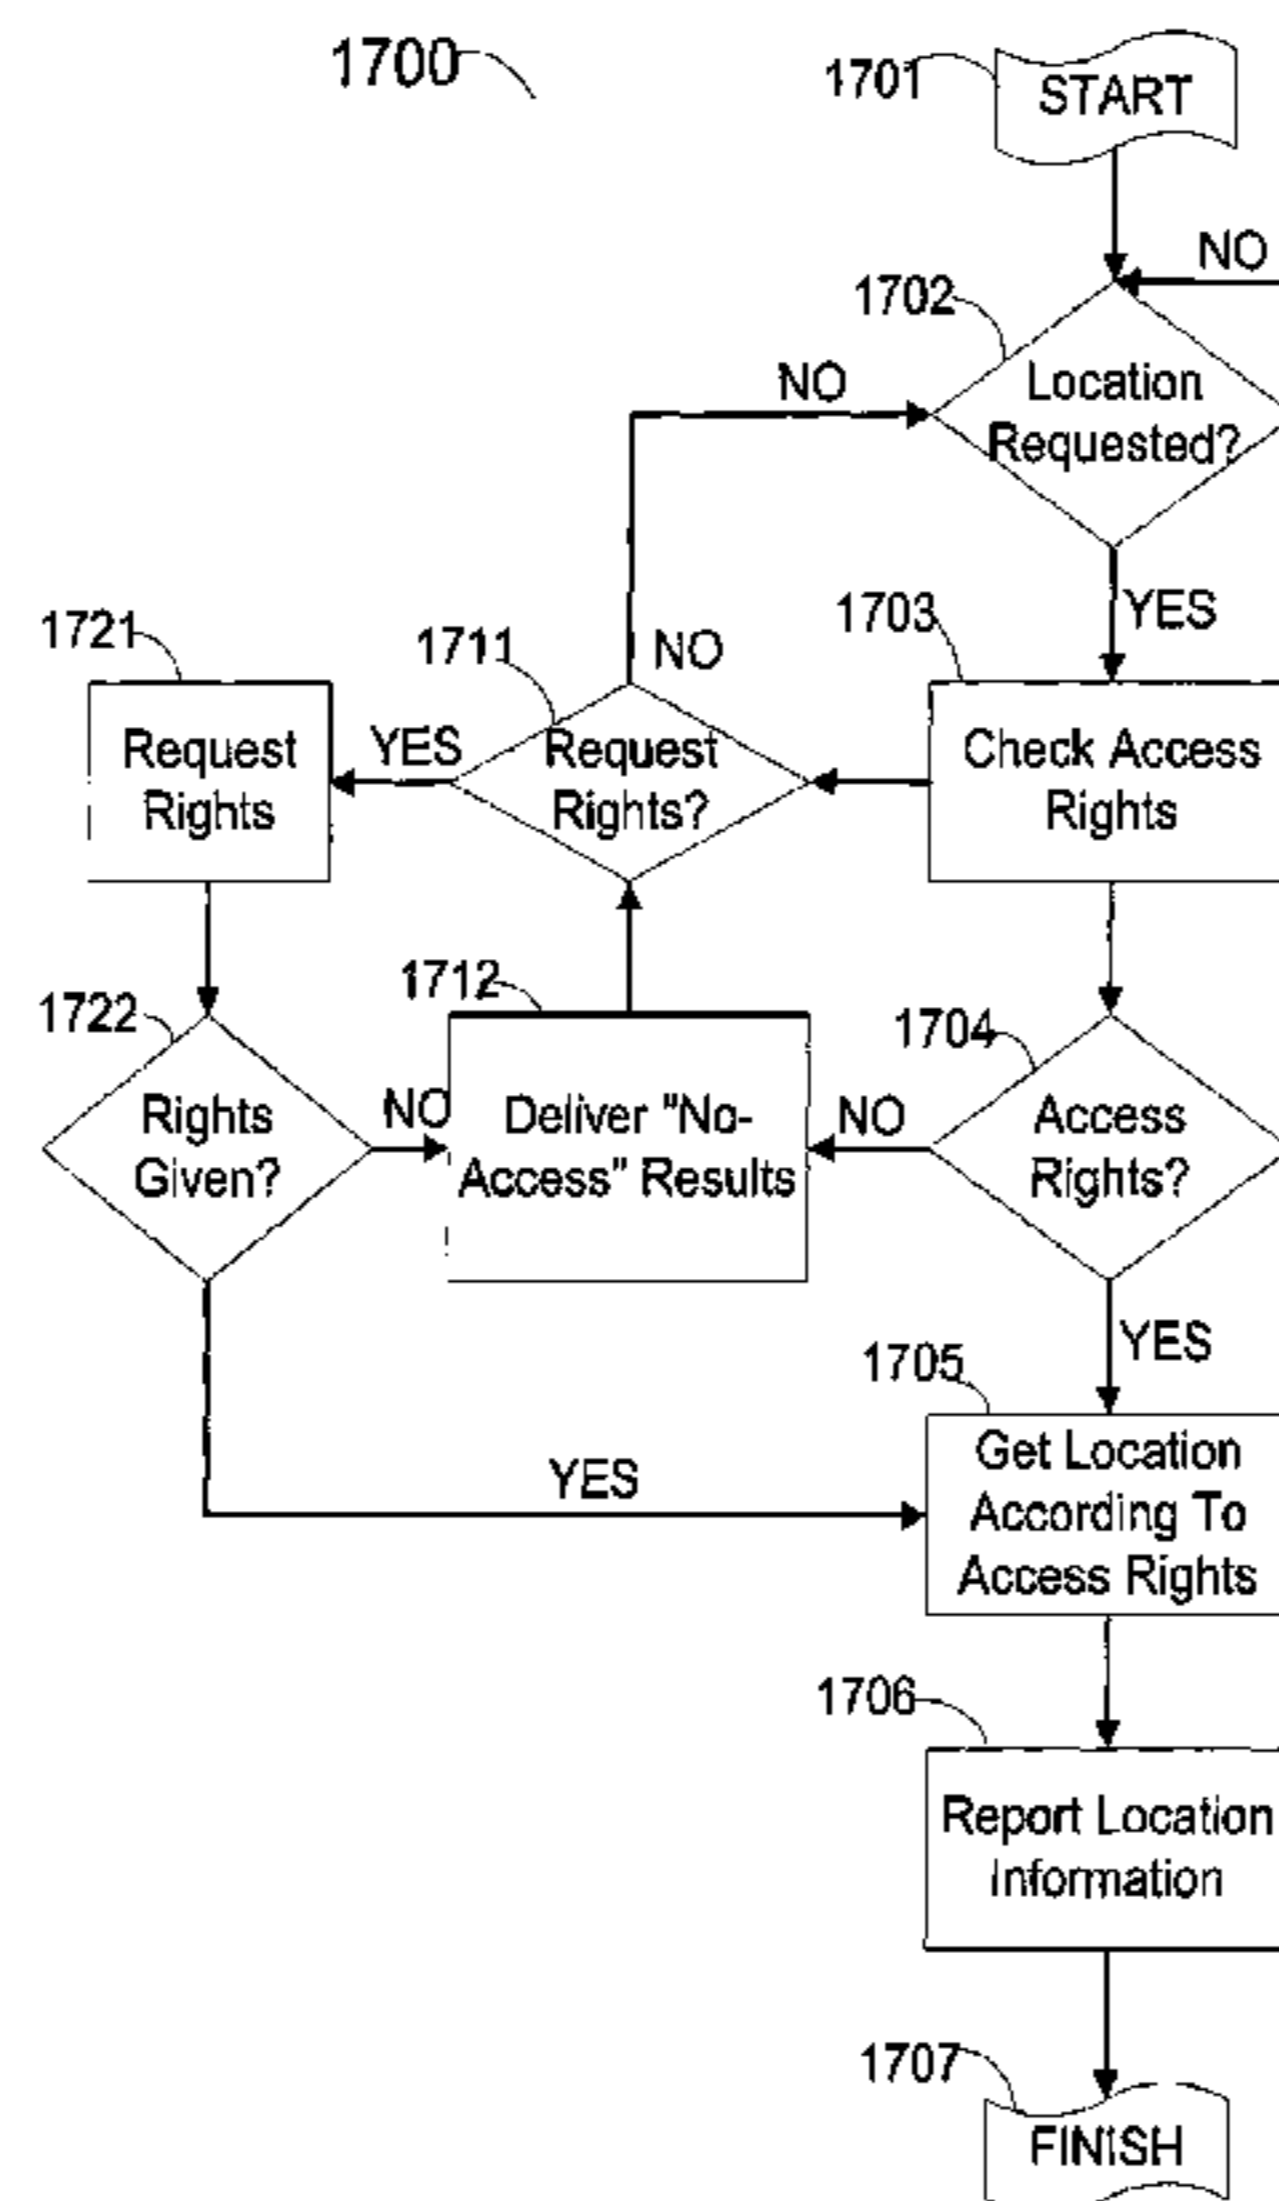 1700
1701
START
NO
1702
Location
Requested?
NO
YES
1721
1711
NO
1703
Request
Rights
YES
Request
Rights?
Check Access
Rights
1722
1712
1704
Rights
Given?
NO
Deliver "No-
Access" Results
NO
Access
Rights?
YES
1705
YES
Get Location
According To
Access Rights
1706
Report Location
Information
1707
FINISH